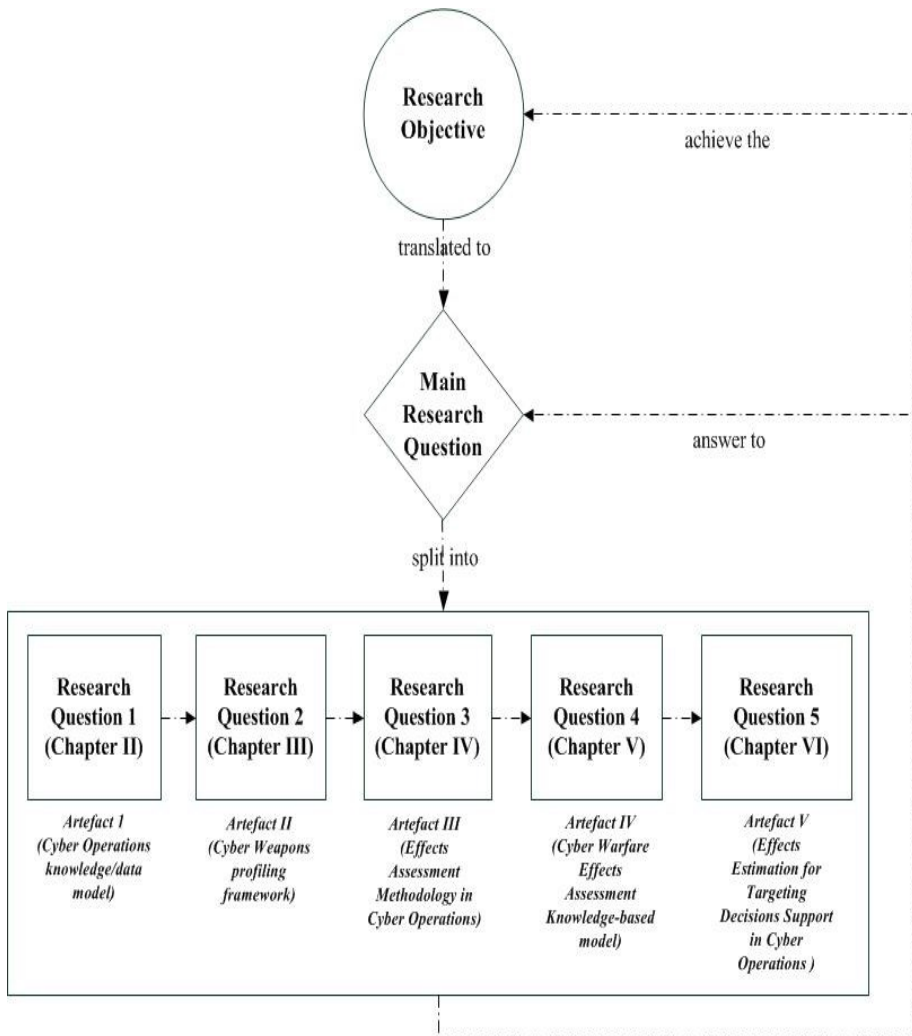 Research
Objective
achieve the
translated to
Main
Research
Question
answer to
split into
Research
Question 1
(Chapter II)
Research
Question 2
(Chapter III)
Research
Question 3
(Chapter IV)
Research
Question 4
(Chapter V)
Research
Question 5
(Chapter VI)
Artefact 1
(Cyber Operations
knowledge/data
model)
Artefact II
(Cyber Weapons
profiling
framework)
Artefact III
(Effects
Assessment
Methodology in
Cyber Operations)
Artefact IV
(Cyber Warfare
Effects
Assessment
Knowledge-based
model)
Artefact V
(Effects
Estimation for
Targeting
Decisions Support
in Cyber
Operations )